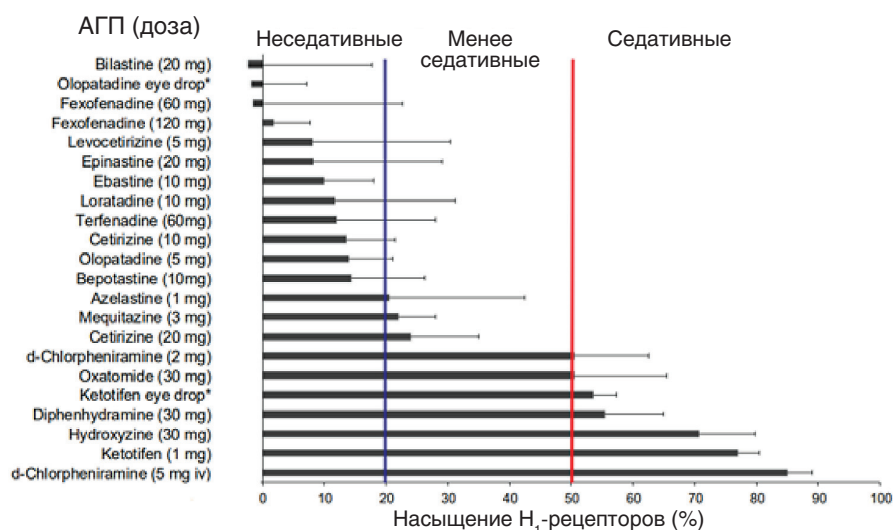 АГП (доза)
Неседативные
Менее
седативные
Седативные
Bilastine (20 mg)
Olopatadine eye drop*
Fexofenadine (60 mg)
Fexofenadine (120 mg)
Levocetirizine (5 mg)
Epinastine (20 mg)
Ebastine (10 mg)
Loratadine (10 mg)
Terfenadine (60mg)
Cetirizine (10 mg)
Olopatadine (5 mg)
Bepotastine (10mg)
Azelastine (1 mg)
Mequitazine (3 mg)
Cetirizine (20 mg)
d-Chlorpheniramine (2 mg)
Oxatomide (30 mg)
Ketotifen eye drop*
Diphenhydramine (30 mg)
Hydroxyzine (30 mg)
Ketotifen (1 mg)
d-Chlorpheniramine (5 mg iv)
0 10 20 30 40 50 60 70 80 90 100
Насыщение H₁-рецепторов (%)